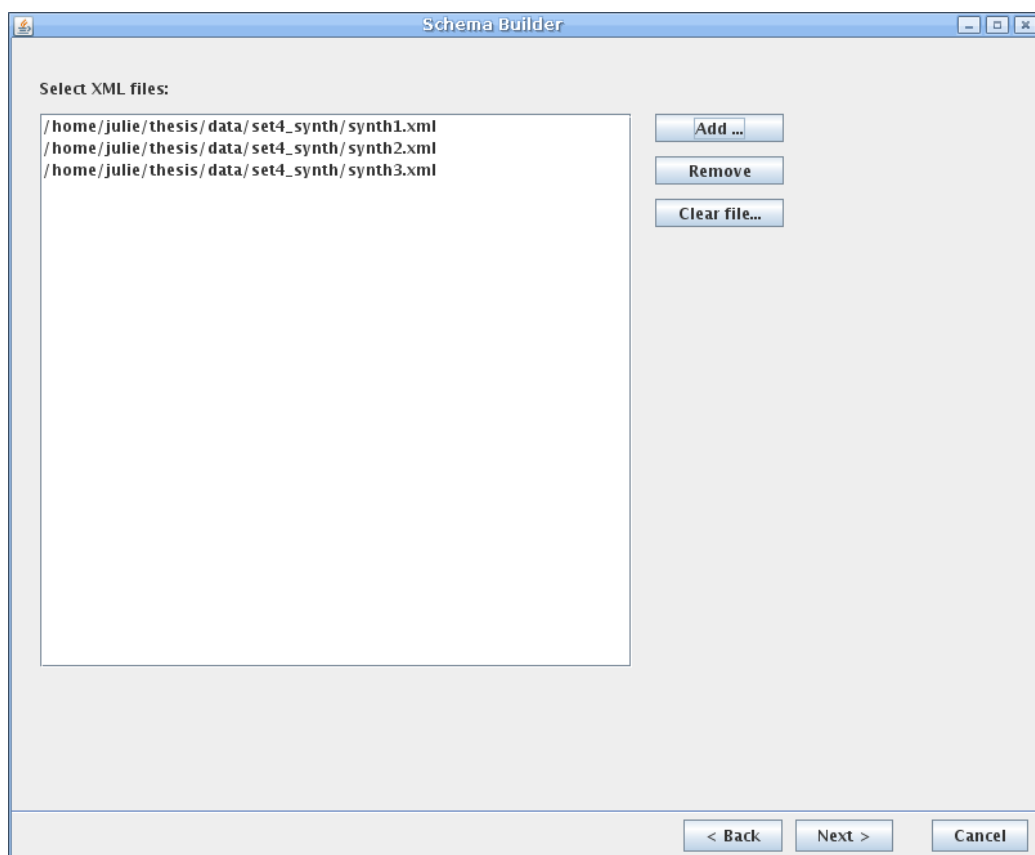 Schema Builder
Select XML files:
/home/julie/thesis/data/set4_synth/synth1.xml
/home/julie/thesis/data/set4_synth/synth2.xml
/home/julie/thesis/data/set4_synth/synth3.xml
Add ...
Remove
Clear file...
< Back
Next >
Cancel